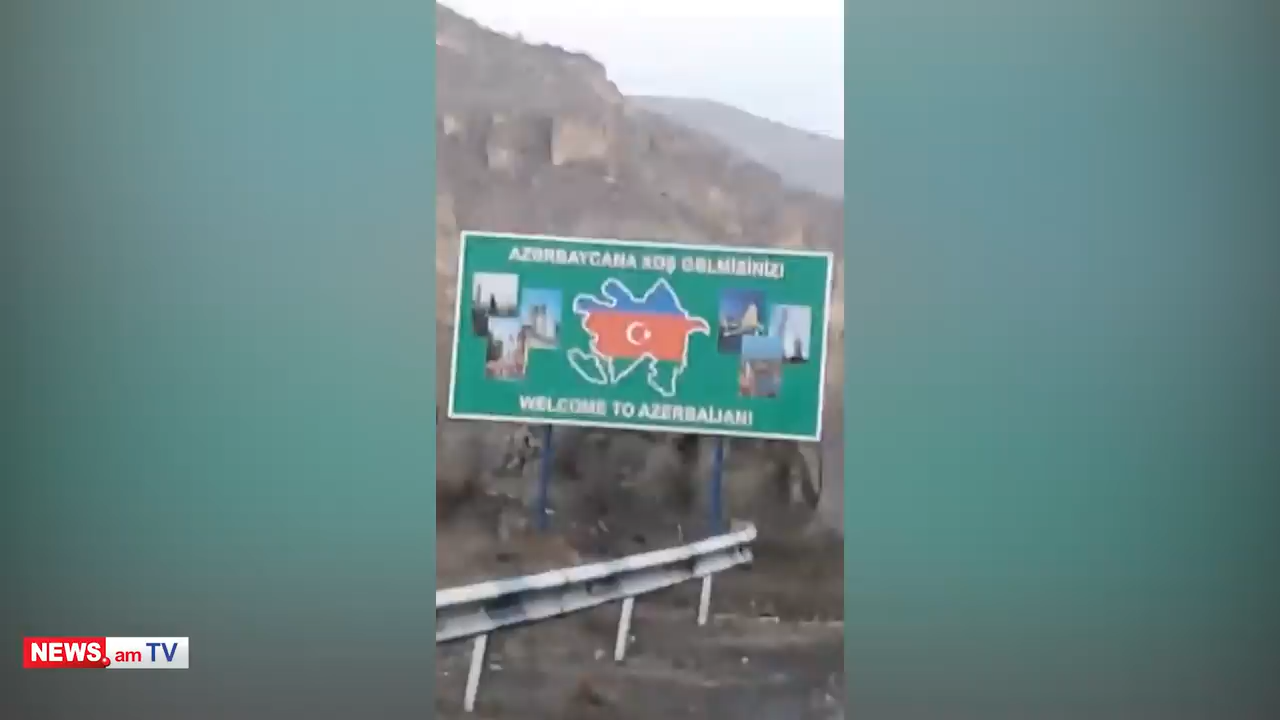 AZƏRBAYCANA XOŞ GƏLMİSİNİZ!
WELCOME TO AZERBAIJAN!
NEWS.am TV